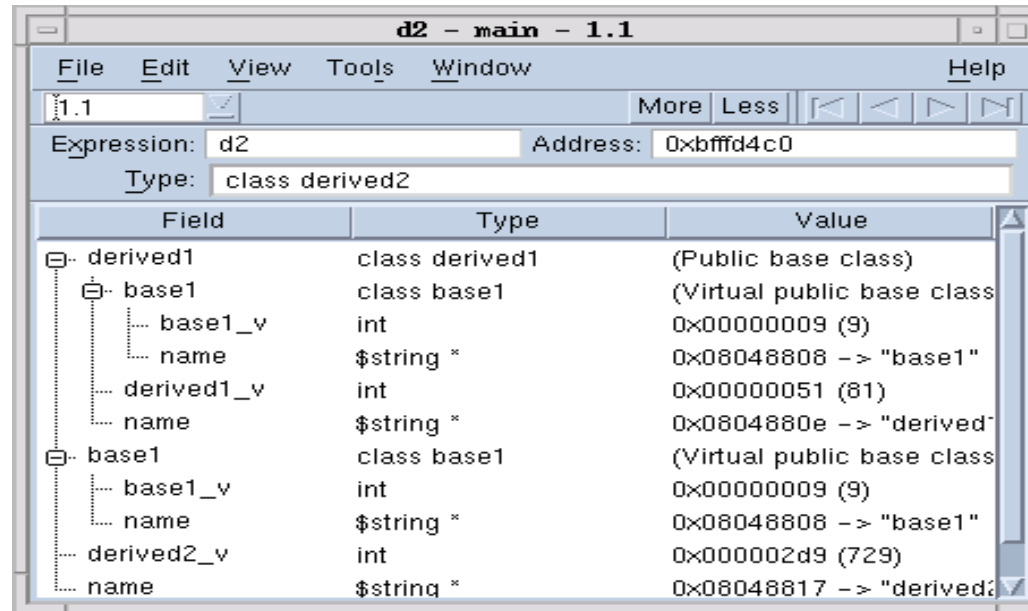 d2 - main - 1.1
File Edit View Tools Window Help
1.1 More Less
Expression: d2 Address: 0xbfffd4c0
Type: class derived2
Field Type Value
derived1 class derived1 (Public base class)
base1 class base1 (Virtual public base class
base1_v int 0x00000009 (9)
name $string * 0x08048808 -> "base1"
derived1_v int 0x00000051 (81)
name $string * 0x0804880e -> "derived1
base1 class base1 (Virtual public base class
base1_v int 0x00000009 (9)
name $string * 0x08048808 -> "base1"
derived2_v int 0x000002d9 (729)
name $string * 0x08048817 -> "derived2